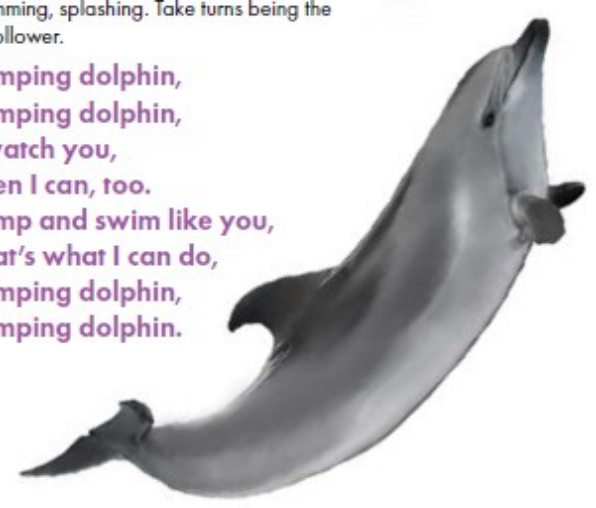 mming, splashing. Take turns being the
ollower.
mping dolphin,
mping dolphin,
vatch you,
en I can, too.
mp and swim like you,
at's what I can do,
mping dolphin,
mping dolphin.